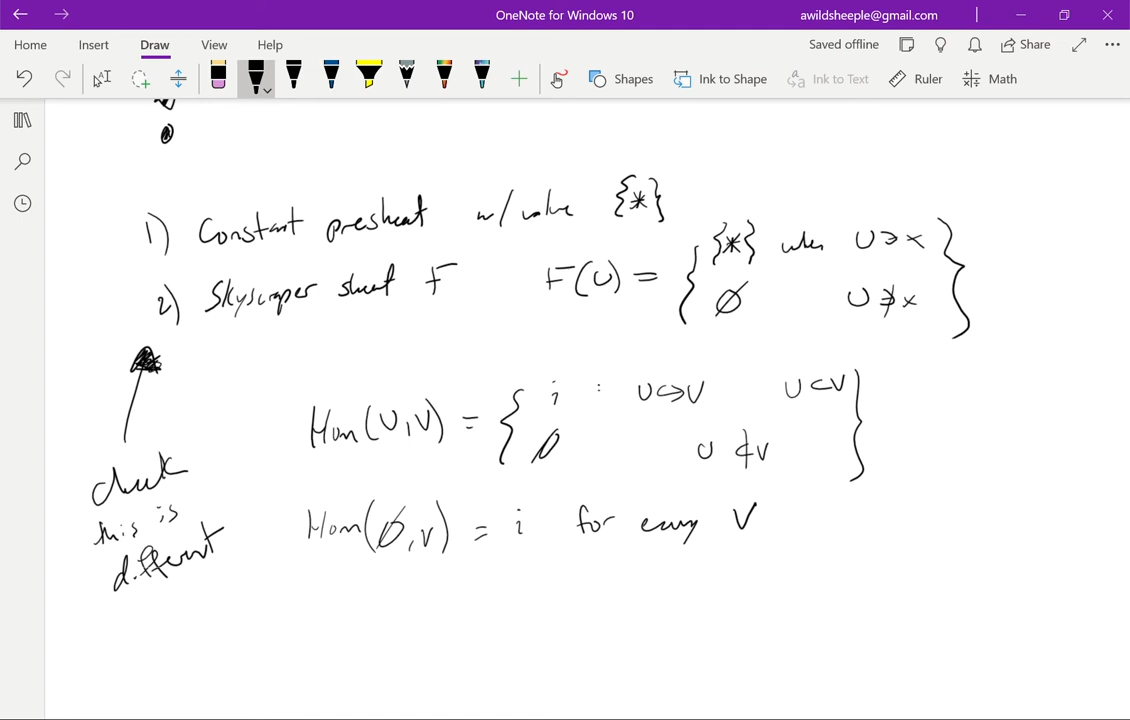 OneNote for Windows 10
awildsheeple@gmail.com
Home Insert Draw View Help
Saved offline
Share
Shapes
Ink to Shape
Ink to Text
Ruler
Math
1) Constant presheaf w/ value {*}
2) Skyscraper sheaf F F(U) = { {*} when U∋x
∅ U∌x }
Hom(U,V) = { i : U↪V U⊂V
∅ U⊄V }
Hom(∅,V) = i for every V
check
this is
different